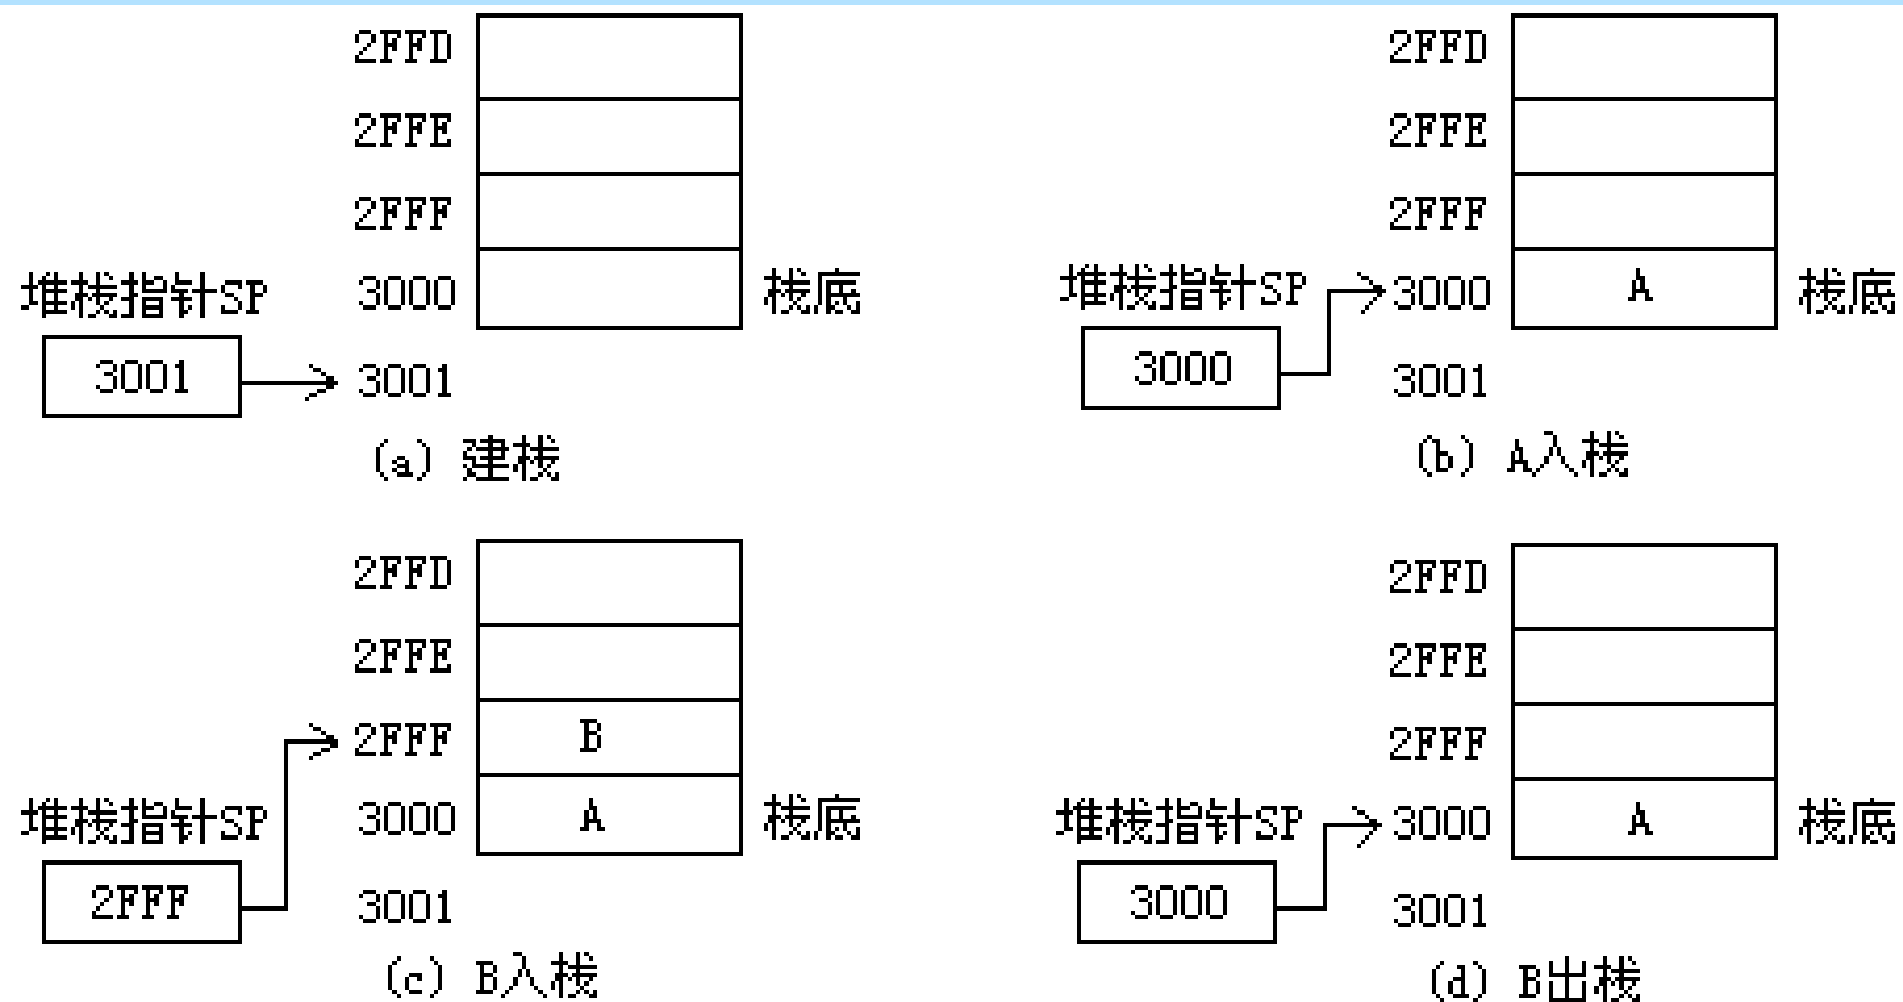 2FFD
2FFE
2FFF
堆栈指针SP 3000 栈底
3001 3001
(a) 建栈
2FFD
2FFE
2FFF
堆栈指针SP 3000 A 栈底
3000 3001
(b) A入栈
2FFD
2FFE
2FFF B
堆栈指针SP 3000 A 栈底
2FFF 3001
(c) B入栈
2FFD
2FFE
2FFF
堆栈指针SP 3000 A 栈底
3000 3001
(d) B出栈